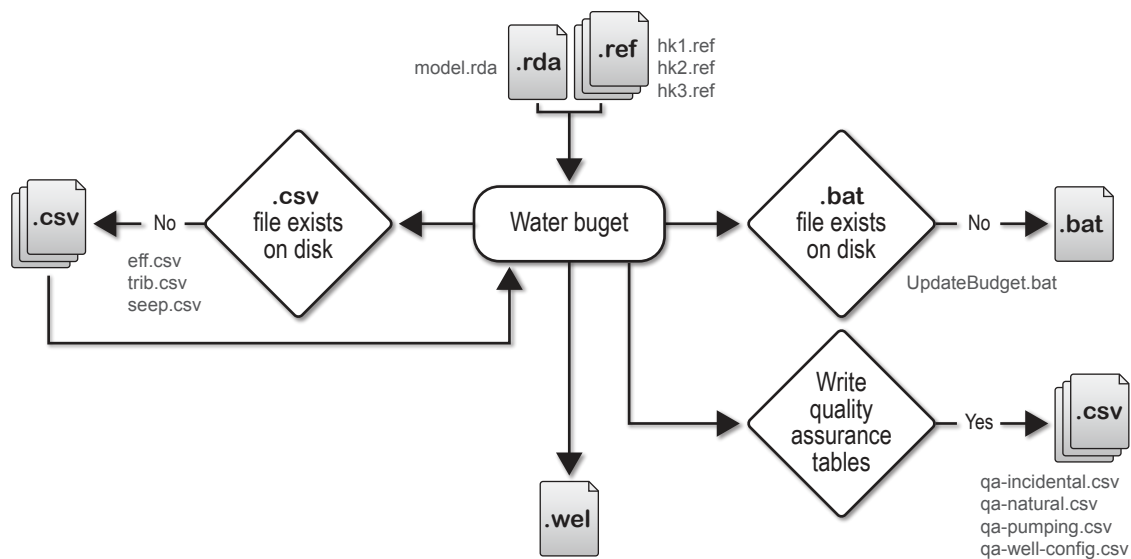 model.rda
.rda
.ref
hk1.ref
hk2.ref
hk3.ref
.csv
No
eff.csv
trib.csv
seep.csv
.csv
file exists
on disk
Water buget
.bat
file exists
on disk
No
.bat
UpdateBudget.bat
Write
quality
assurance
tables
Yes
.csv
qa-incidental.csv
qa-natural.csv
qa-pumping.csv
qa-well-config.csv
.wel